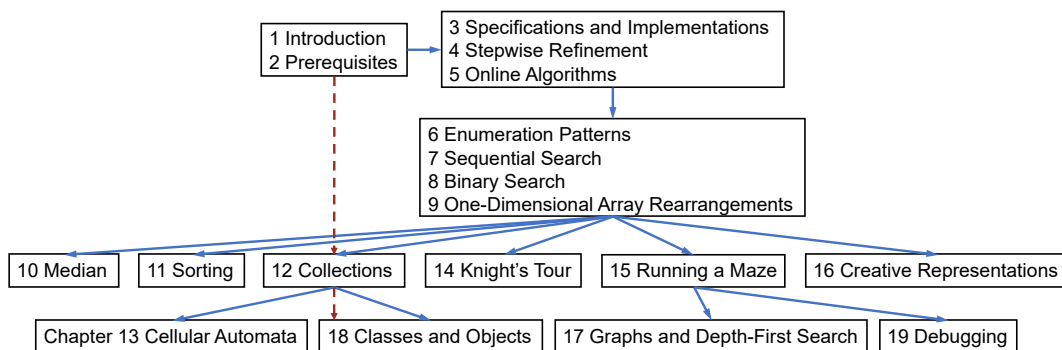 1 Introduction
2 Prerequisites
3 Specifications and Implementations
4 Stepwise Refinement
5 Online Algorithms
6 Enumeration Patterns
7 Sequential Search
8 Binary Search
9 One-Dimensional Array Rearrangements
10 Median
11 Sorting
12 Collections
14 Knight's Tour
15 Running a Maze
16 Creative Representations
Chapter 13 Cellular Automata
18 Classes and Objects
17 Graphs and Depth-First Search
19 Debugging